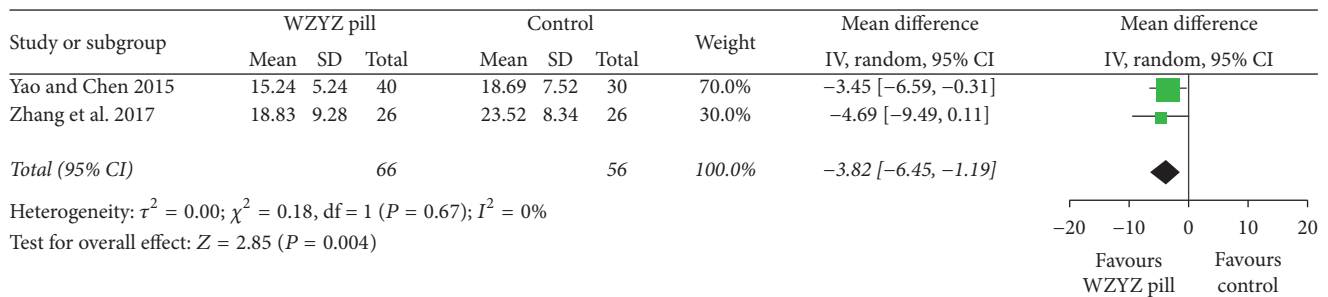 Study or subgroup WZYZ pill Control Weight Mean difference Mean difference
Mean SD Total Mean SD Total IV, random, 95% CI IV, random, 95% CI
Yao and Chen 2015 15.24 5.24 40 18.69 7.52 30 70.0% −3.45 [−6.59, −0.31]
Zhang et al. 2017 18.83 9.28 26 23.52 8.34 26 30.0% −4.69 [−9.49, 0.11]
Total (95% CI) 66 56 100.0% −3.82 [−6.45, −1.19]
Heterogeneity: τ² = 0.00; χ² = 0.18, df = 1 (P = 0.67); I² = 0%
Test for overall effect: Z = 2.85 (P = 0.004)
−20 −10 0 10 20
Favours Favours
WZYZ pill control